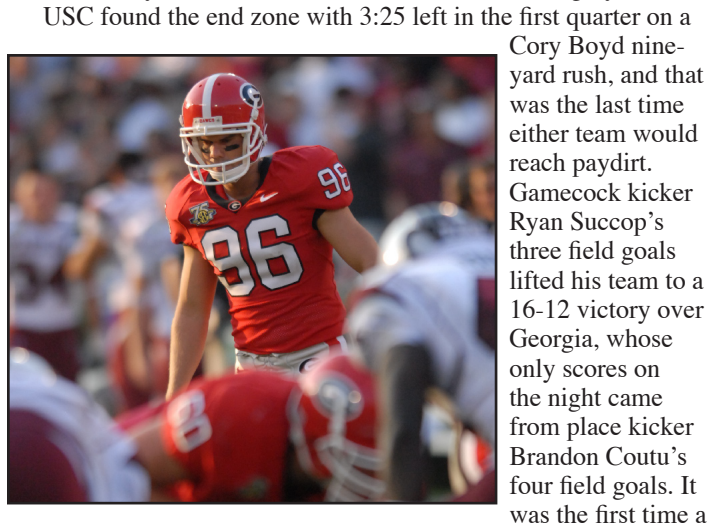 USC found the end zone with 3:25 left in the first quarter on a
Cory Boyd nine-
yard rush, and that
was the last time
either team would
reach paydirt.
Gamecock kicker
Ryan Succop's
three field goals
lifted his team to a
16-12 victory over
Georgia, whose
only scores on
the night came
from place kicker
Brandon Coutu's
four field goals. It
was the first time a
G
96
96
60